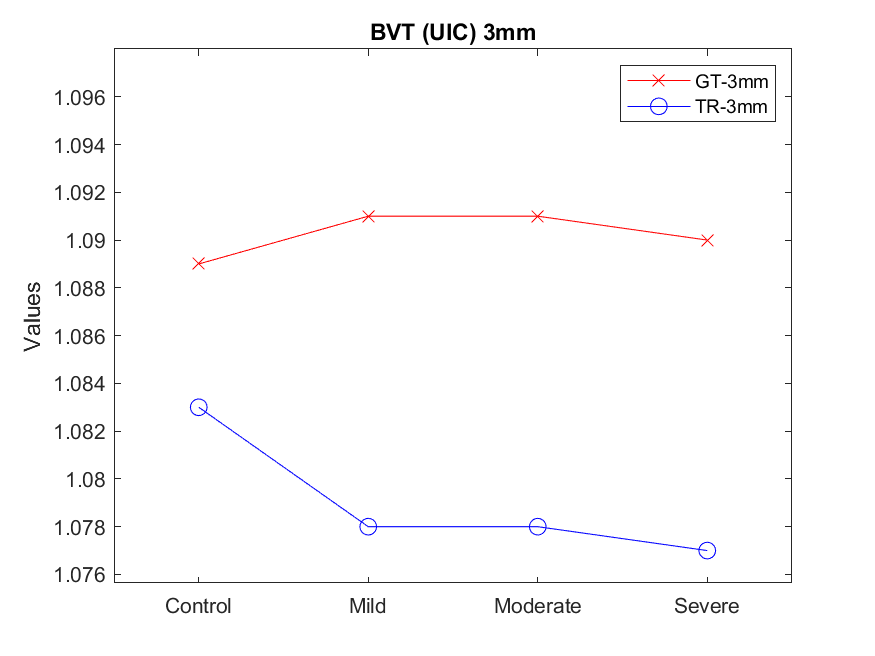 BVT (UIC) 3mm
GT-3mm
TR-3mm
Values
1.096
1.094
1.092
1.09
1.088
1.086
1.084
1.082
1.08
1.078
1.076
Control Mild Moderate Severe